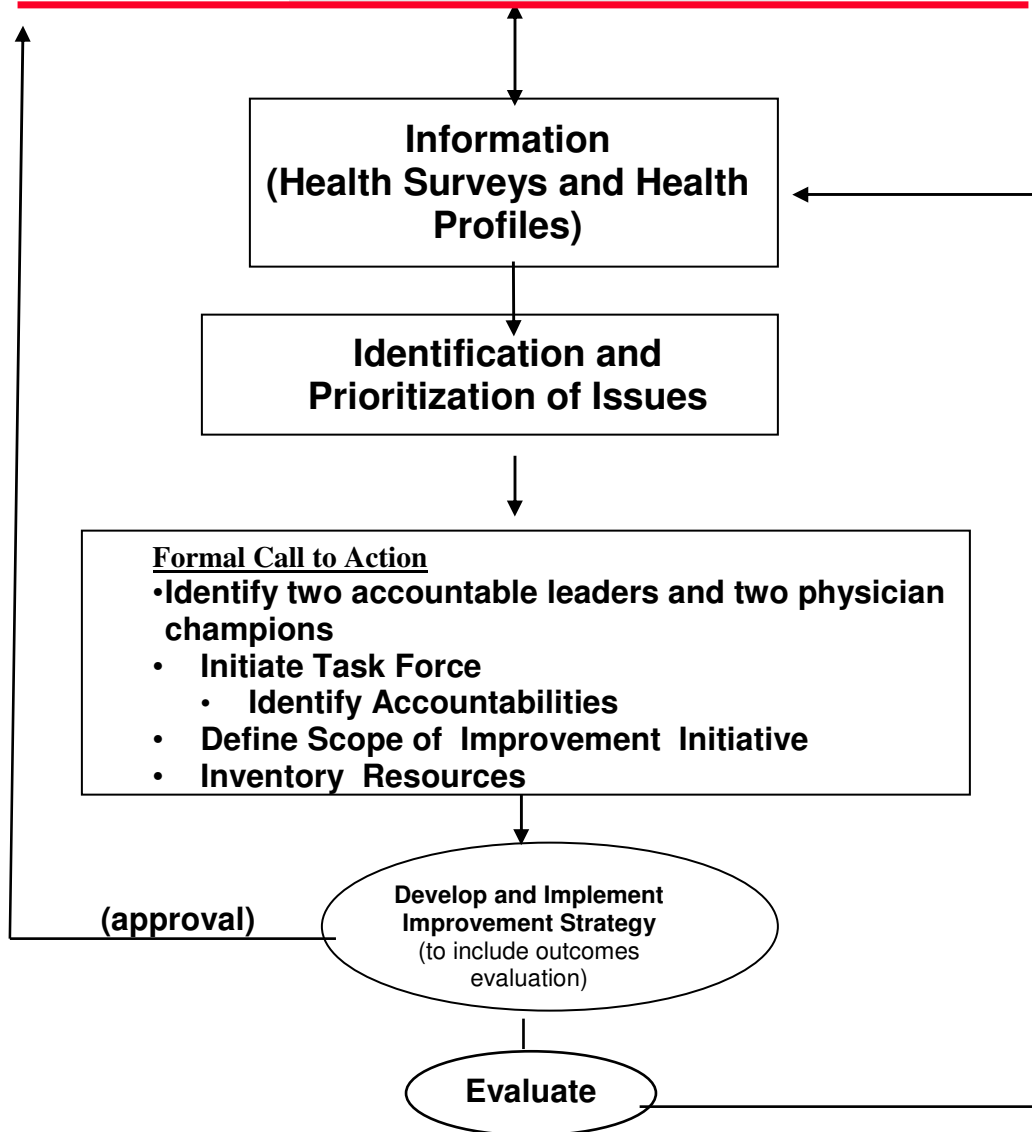 Information
(Health Surveys and Health
Profiles)
Identification and
Prioritization of Issues
Formal Call to Action
•Identify two accountable leaders and two physician
champions
• Initiate Task Force
• Identify Accountabilities
• Define Scope of Improvement Initiative
• Inventory Resources
Develop and Implement
Improvement Strategy
(to include outcomes
evaluation)
(approval)
Evaluate